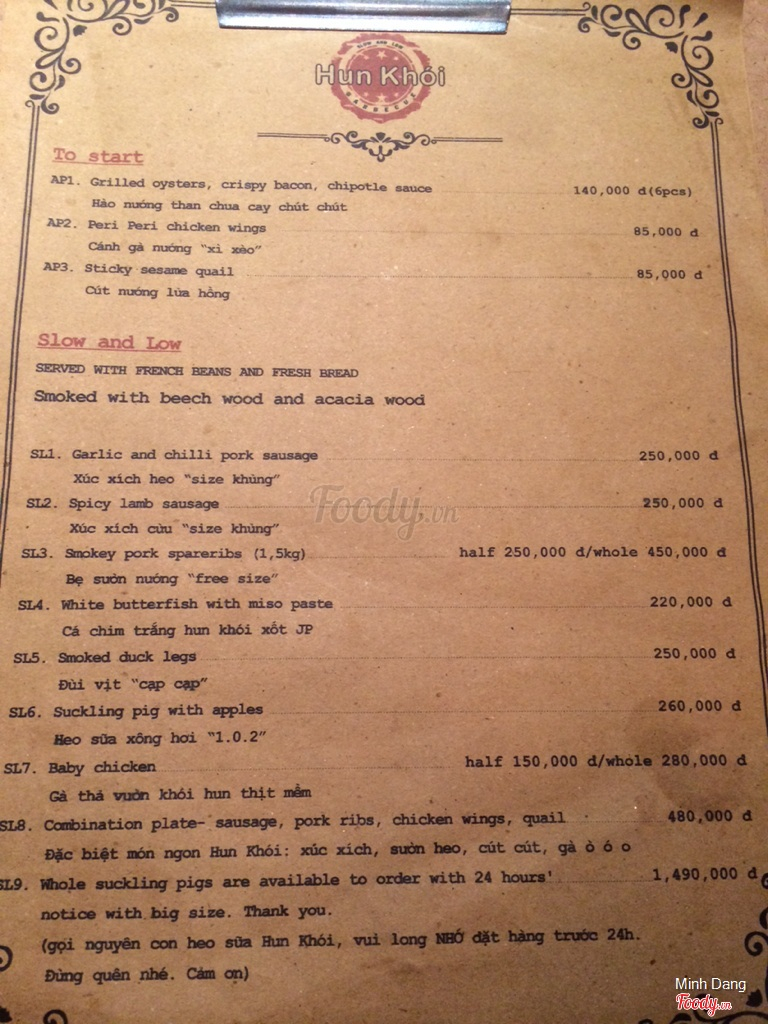 SLOW AND LOW
Hun Khói
BARBECUE
To start
AP1. Grilled oysters, crispy bacon, chipotle sauce 140,000 đ(6pcs)
Hào nướng than chua cay chút chút
AP2. Peri Peri chicken wings 85,000 đ
Cánh gà nướng "xì xèo"
AP3. Sticky sesame quail 85,000 đ
Cút nướng lửa hồng
Slow and Low
SERVED WITH FRENCH BEANS AND FRESH BREAD
Smoked with beech wood and acacia wood
SL1. Garlic and chilli pork sausage 250,000 đ
Xúc xích heo "size khủng"
SL2. Spicy lamb sausage 250,000 đ
Xúc xích cừu "size khủng"
Foody.vn
SL3. Smokey pork spareribs (1,5kg) half 250,000 đ/whole 450,000 đ
Bẹ sườn nướng "free size"
SL4. White butterfish with miso paste 220,000 đ
Cá chim trắng hun khói xốt JP
SL5. Smoked duck legs 250,000 đ
Đùi vịt "cạp cạp"
SL6. Suckling pig with apples 260,000 đ
Heo sữa xông hơi "1.0.2"
SL7. Baby chicken half 150,000 đ/whole 280,000 đ
Gà thả vườn khói hun thịt mềm
SL8. Combination plate- sausage, pork ribs, chicken wings, quail 480,000 đ
Đặc biệt món ngon Hun Khói: xúc xích, sườn heo, cút cút, gà ò ó o
SL9. Whole suckling pigs are available to order with 24 hours' 1,490,000 đ
notice with big size. Thank you.
(gọi nguyên con heo sữa Hun Khói, vui long NHỚ đặt hàng trước 24h.
Đừng quên nhé. Cảm ơn)
Minh Dang
Foody.vn